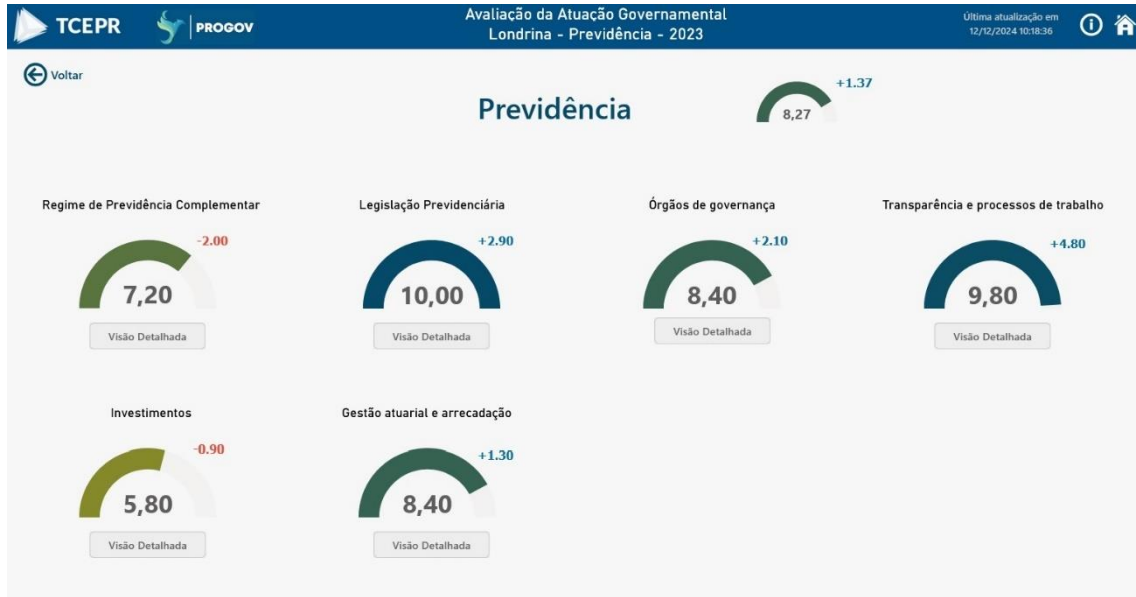 TCEPR
PROGOV
Avaliação da Atuação Governamental
Londrina - Previdência - 2023
Última atualização em
12/12/2024 10:18:36
Voltar
Previdência
+1.37
8,27
Regime de Previdência Complementar
-2.00
7,20
Visão Detalhada
Legislação Previdenciária
+2.90
10,00
Visão Detalhada
Órgãos de governança
+2.10
8,40
Visão Detalhada
Transparência e processos de trabalho
+4.80
9,80
Visão Detalhada
Investimentos
-0.90
5,80
Visão Detalhada
Gestão atuarial e arrecadação
+1.30
8,40
Visão Detalhada